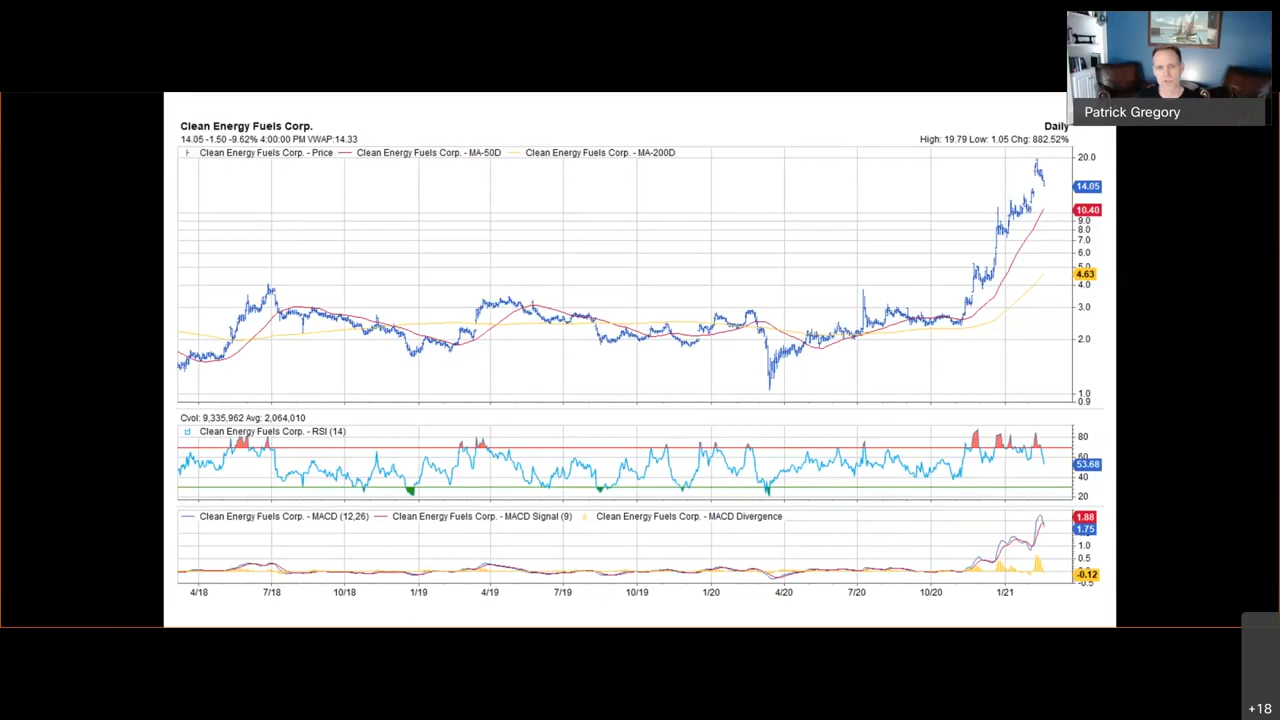 Patrick Gregory
Clean Energy Fuels Corp.
Daily
14.05 -1.50 -9.62% 4:00:00 PM VWAP:14.33
High: 19.79 Low: 1.05 Chg: 882.52%
Clean Energy Fuels Corp. - Price
Clean Energy Fuels Corp. - MA-50D
Clean Energy Fuels Corp. - MA-200D
20.0
14.05
10.40
9.0
8.0
7.0
6.0
5.0
4.63
4.0
3.0
2.0
1.0
0.9
Cvol: 9,335,962 Avg: 2,064,010
Clean Energy Fuels Corp. - RSI (14)
80
60
53.68
40
20
Clean Energy Fuels Corp. - MACD (12,26)
Clean Energy Fuels Corp. - MACD Signal (9)
Clean Energy Fuels Corp. - MACD Divergence
1.88
1.75
1.0
0.5
-0.12
-0.5
4/18 7/18 10/18 1/19 4/19 7/19 10/19 1/20 4/20 7/20 10/20 1/21
+18